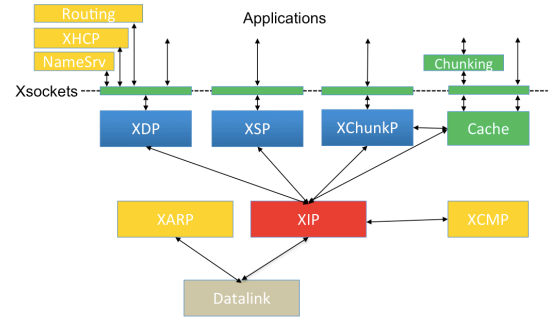 Routing
Applications
XHCP
NameSrv
Chunking
Xsockets
XDP
XSP
XChunkP
Cache
XARP
XIP
XCMP
Datalink